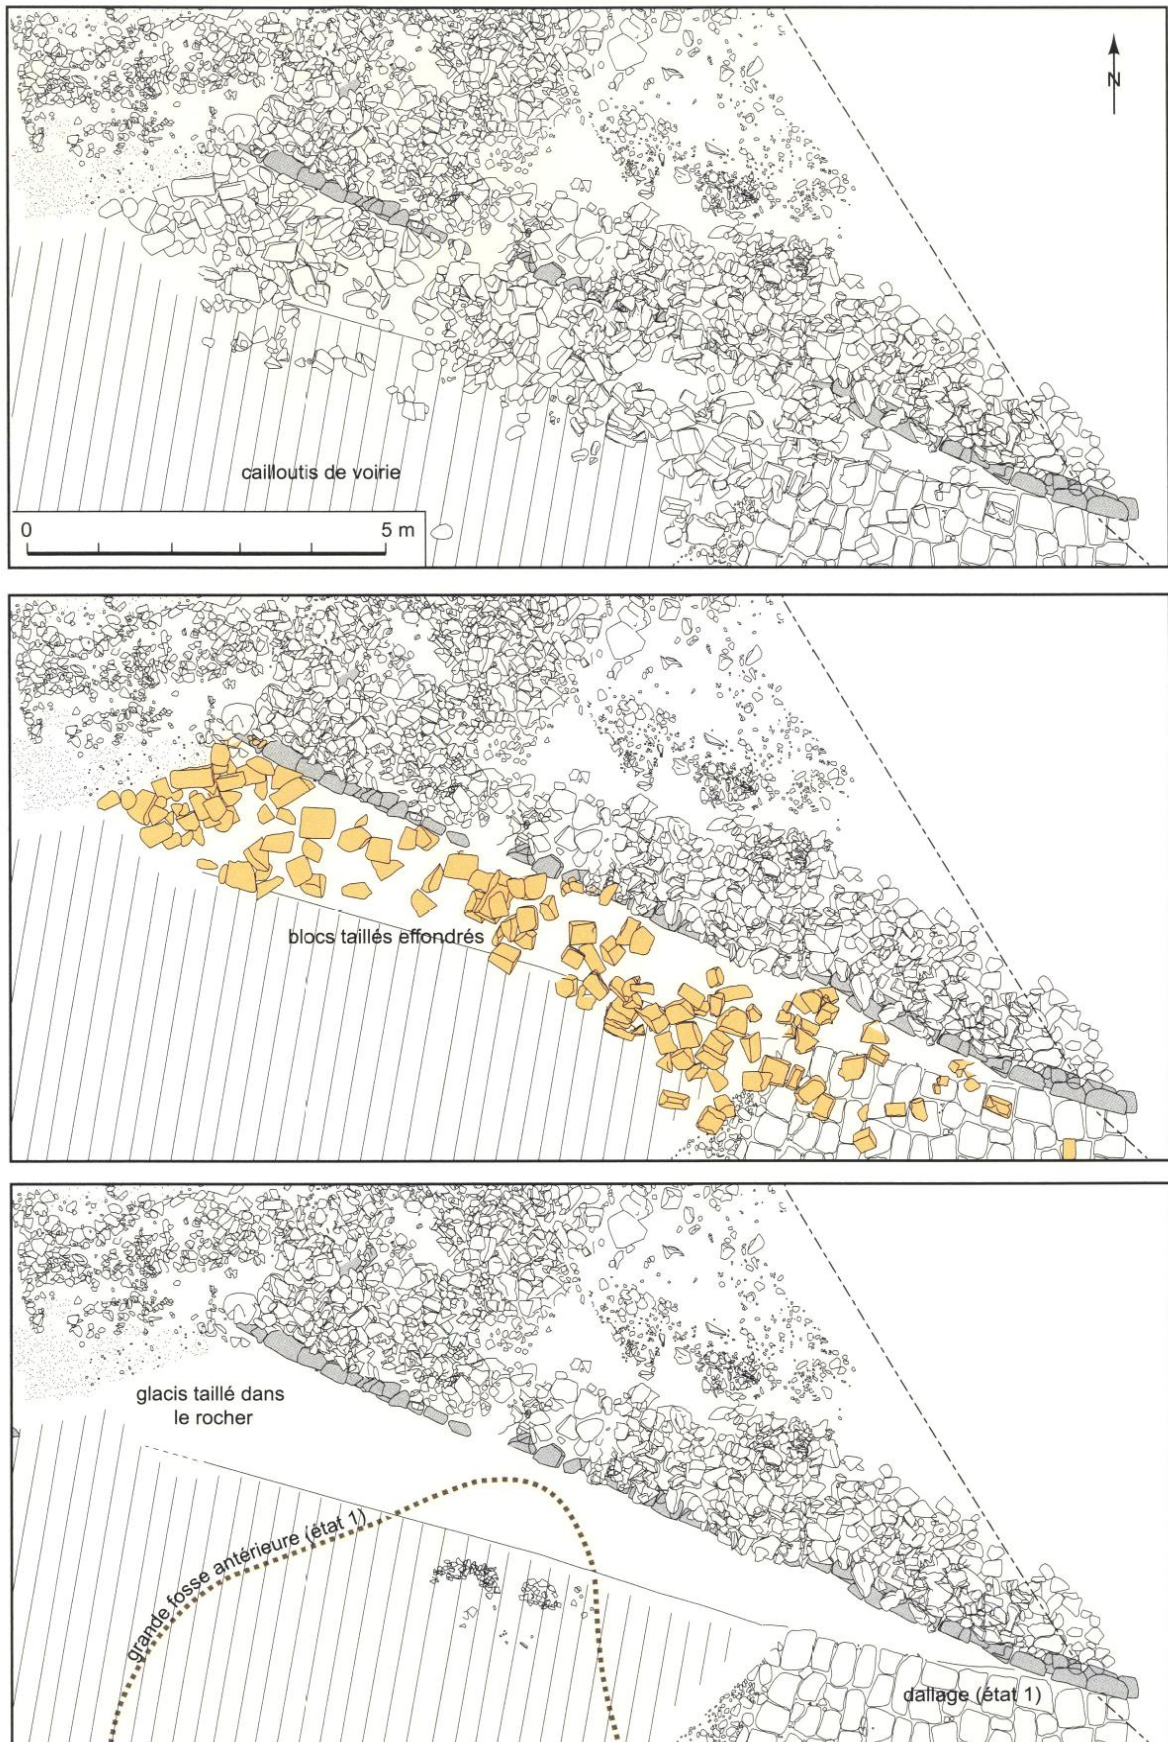 N
cailloutis de voirie
0 5 m
blocs taillés effondrés
glacis taillé dans
le rocher
grande fosse antérieure (état 1)
dallage (état 1)